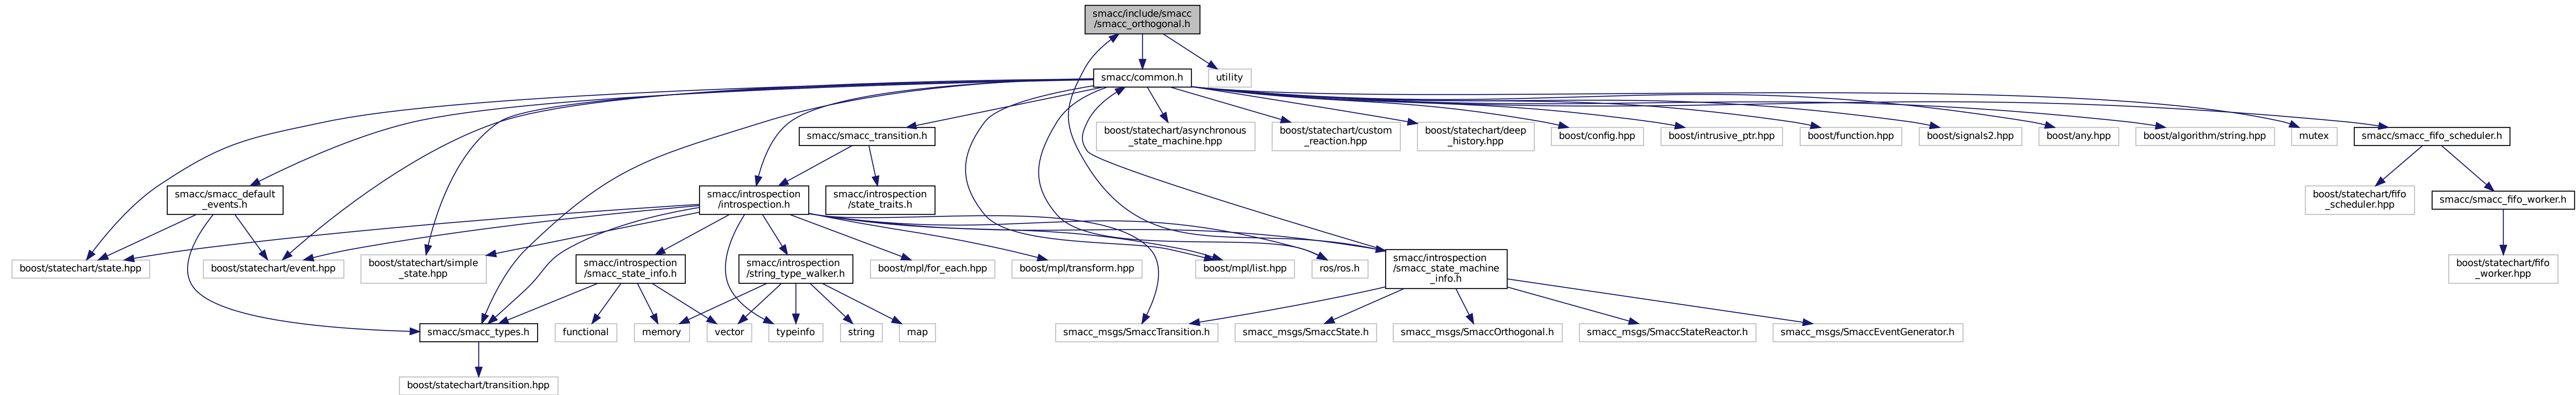 smacc/include/smacc
/smacc_orthogonal.h
smacc/common.h
utility
smacc/smacc_transition.h
boost/statechart/asynchronous
_state_machine.hpp
boost/statechart/custom
_reaction.hpp
boost/statechart/deep
_history.hpp
boost/config.hpp
boost/intrusive_ptr.hpp
boost/function.hpp
boost/signals2.hpp
boost/any.hpp
boost/algorithm/string.hpp
mutex
smacc/smacc_fifo_scheduler.h
smacc/smacc_default
_events.h
smacc/introspection
/introspection.h
smacc/introspection
/state_traits.h
boost/statechart/fifo
_scheduler.hpp
smacc/smacc_fifo_worker.h
boost/statechart/state.hpp
boost/statechart/event.hpp
boost/statechart/simple
_state.hpp
smacc/introspection
/smacc_state_info.h
smacc/introspection
/string_type_walker.h
boost/mpl/for_each.hpp
boost/mpl/transform.hpp
boost/mpl/list.hpp
ros/ros.h
smacc/introspection
/smacc_state_machine
_info.h
boost/statechart/fifo
_worker.hpp
smacc/smacc_types.h
functional
memory
vector
typeinfo
string
map
smacc_msgs/SmaccTransition.h
smacc_msgs/SmaccState.h
smacc_msgs/SmaccOrthogonal.h
smacc_msgs/SmaccStateReactor.h
smacc_msgs/SmaccEventGenerator.h
boost/statechart/transition.hpp